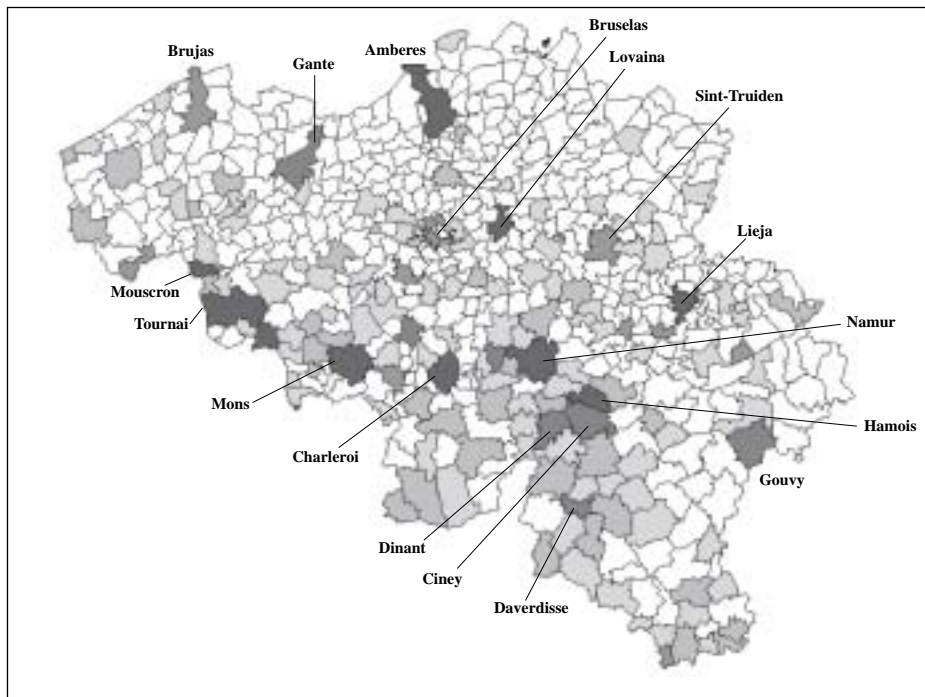 Bruselas
Brujas
Amberes
Gante
Lovaina
Sint-Truiden
Lieja
Mouscron
Tournai
Namur
Mons
Hamois
Charleroi
Gouvy
Dinant
Ciney
Daverdisse